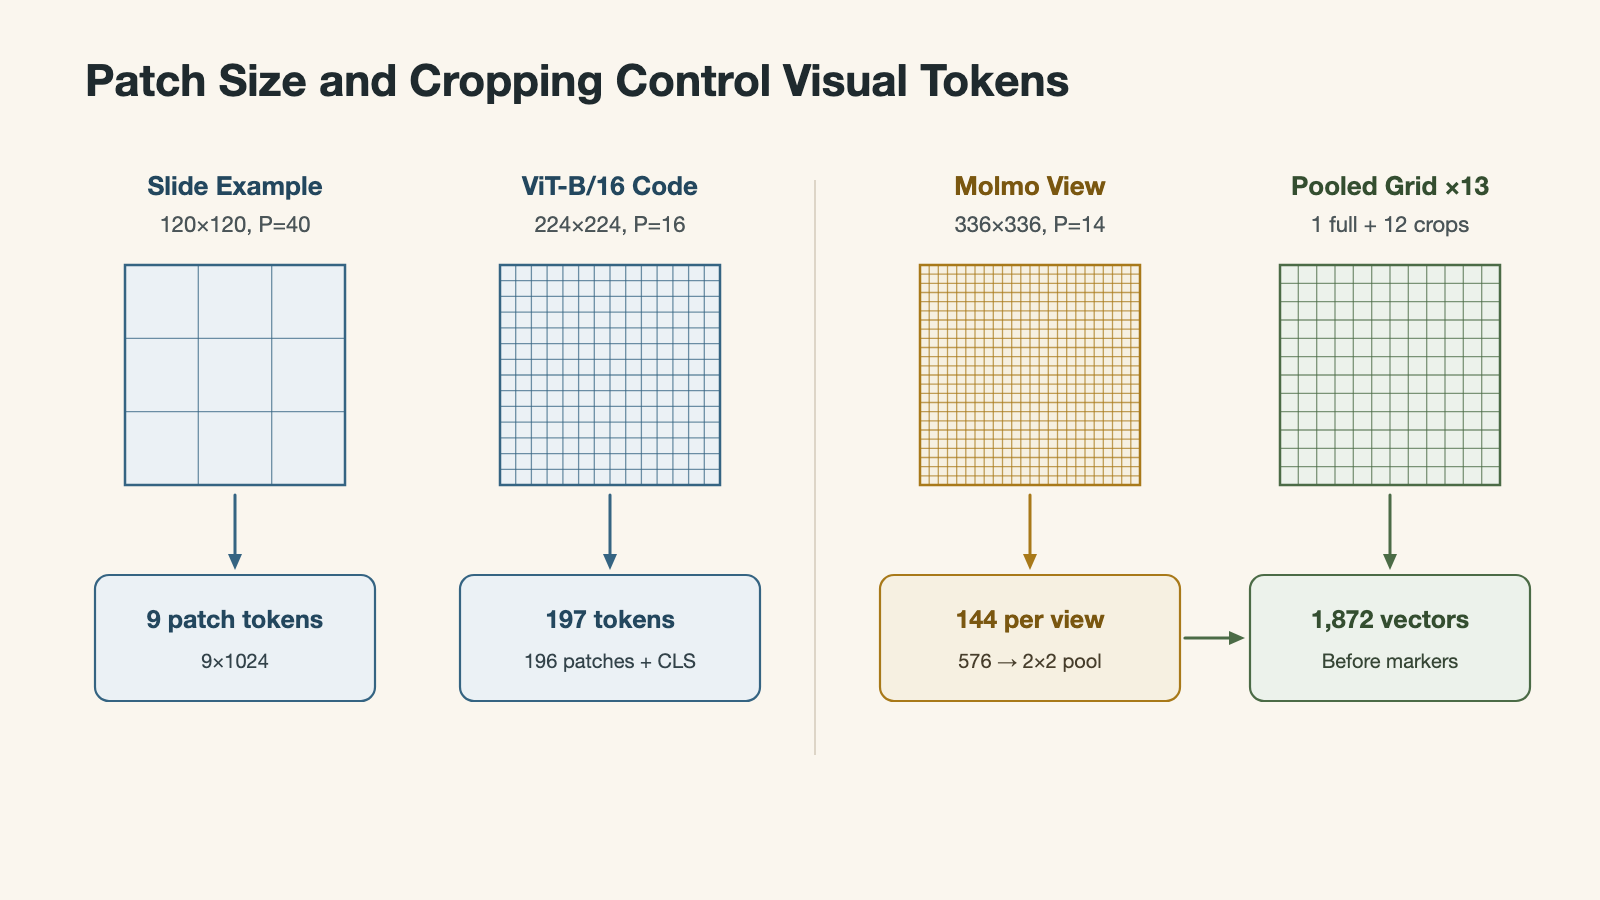 Patch Size and Cropping Control Visual Tokens
Slide Example
120×120, P=40
9 patch tokens
9×1024
ViT-B/16 Code
224×224, P=16
197 tokens
196 patches + CLS
Molmo View
336×336, P=14
144 per view
576 → 2×2 pool
Pooled Grid ×13
1 full + 12 crops
1,872 vectors
Before markers